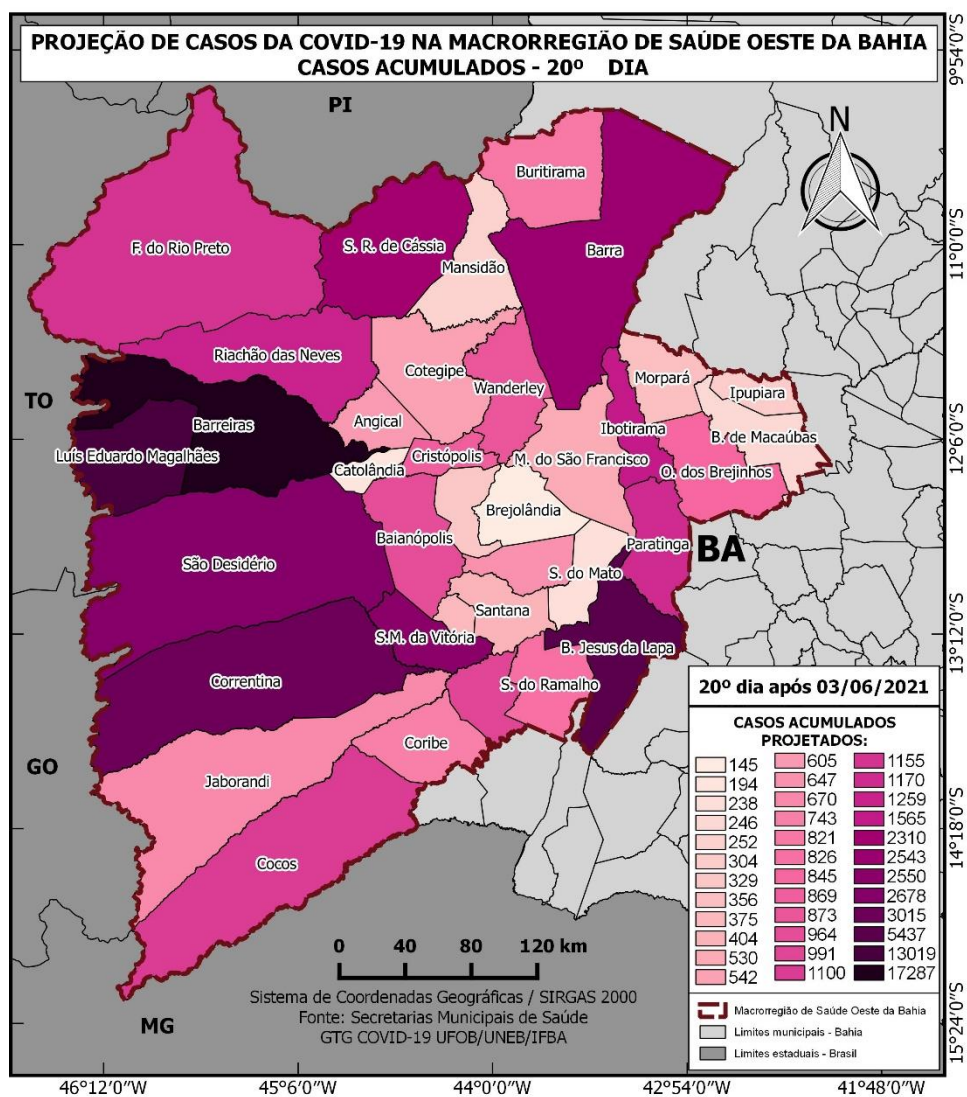 PROJEÇÃO DE CASOS DA COVID-19 NA MACRORREGIÃO DE SAÚDE OESTE DA BAHIA
CASOS ACUMULADOS - 20º DIA
PI
N
9°54'0"S
Buritirama
F. do Rio Preto
S. R. de Cássia
Barra
11°0'0"S
Mansidão
Riachão das Neves
Cotegipe
Wanderley
Morpará
Ipupiara
TO
Barreiras
Angical
Ibotirama
B. de Macaúbas
12°6'0"S
Luís Eduardo Magalhães
Catolândia
Cristópolis
M. do São Francisco
O. dos Brejinhos
Brejolândia
Baianópolis
Paratinga
BA
São Desidério
S. do Mato
Santana
S.M. da Vitória
B. Jesus da Lapa
13°12'0"S
Correntina
S. do Ramalho
GO
Coribe
Jaborandi
Cocos
14°18'0"S
20º dia após 03/06/2021
CASOS ACUMULADOS
PROJETADOS:
145
194
238
246
252
304
329
356
375
404
530
542
605
647
670
743
821
826
845
869
873
964
991
1100
1155
1170
1259
1565
2310
2543
2550
2678
3015
5437
13019
17287
Macrorregião de Saúde Oeste da Bahia
Limites municipais - Bahia
Limites estaduais - Brasil
0 40 80 120 km
Sistema de Coordenadas Geográficas / SIRGAS 2000
Fonte: Secretarias Municipais de Saúde
GTG COVID-19 UFOB/UNEB/IFBA
MG
15°24'0"S
46°12'0"W 45°6'0"W 44°0'0"W 42°54'0"W 41°48'0"W